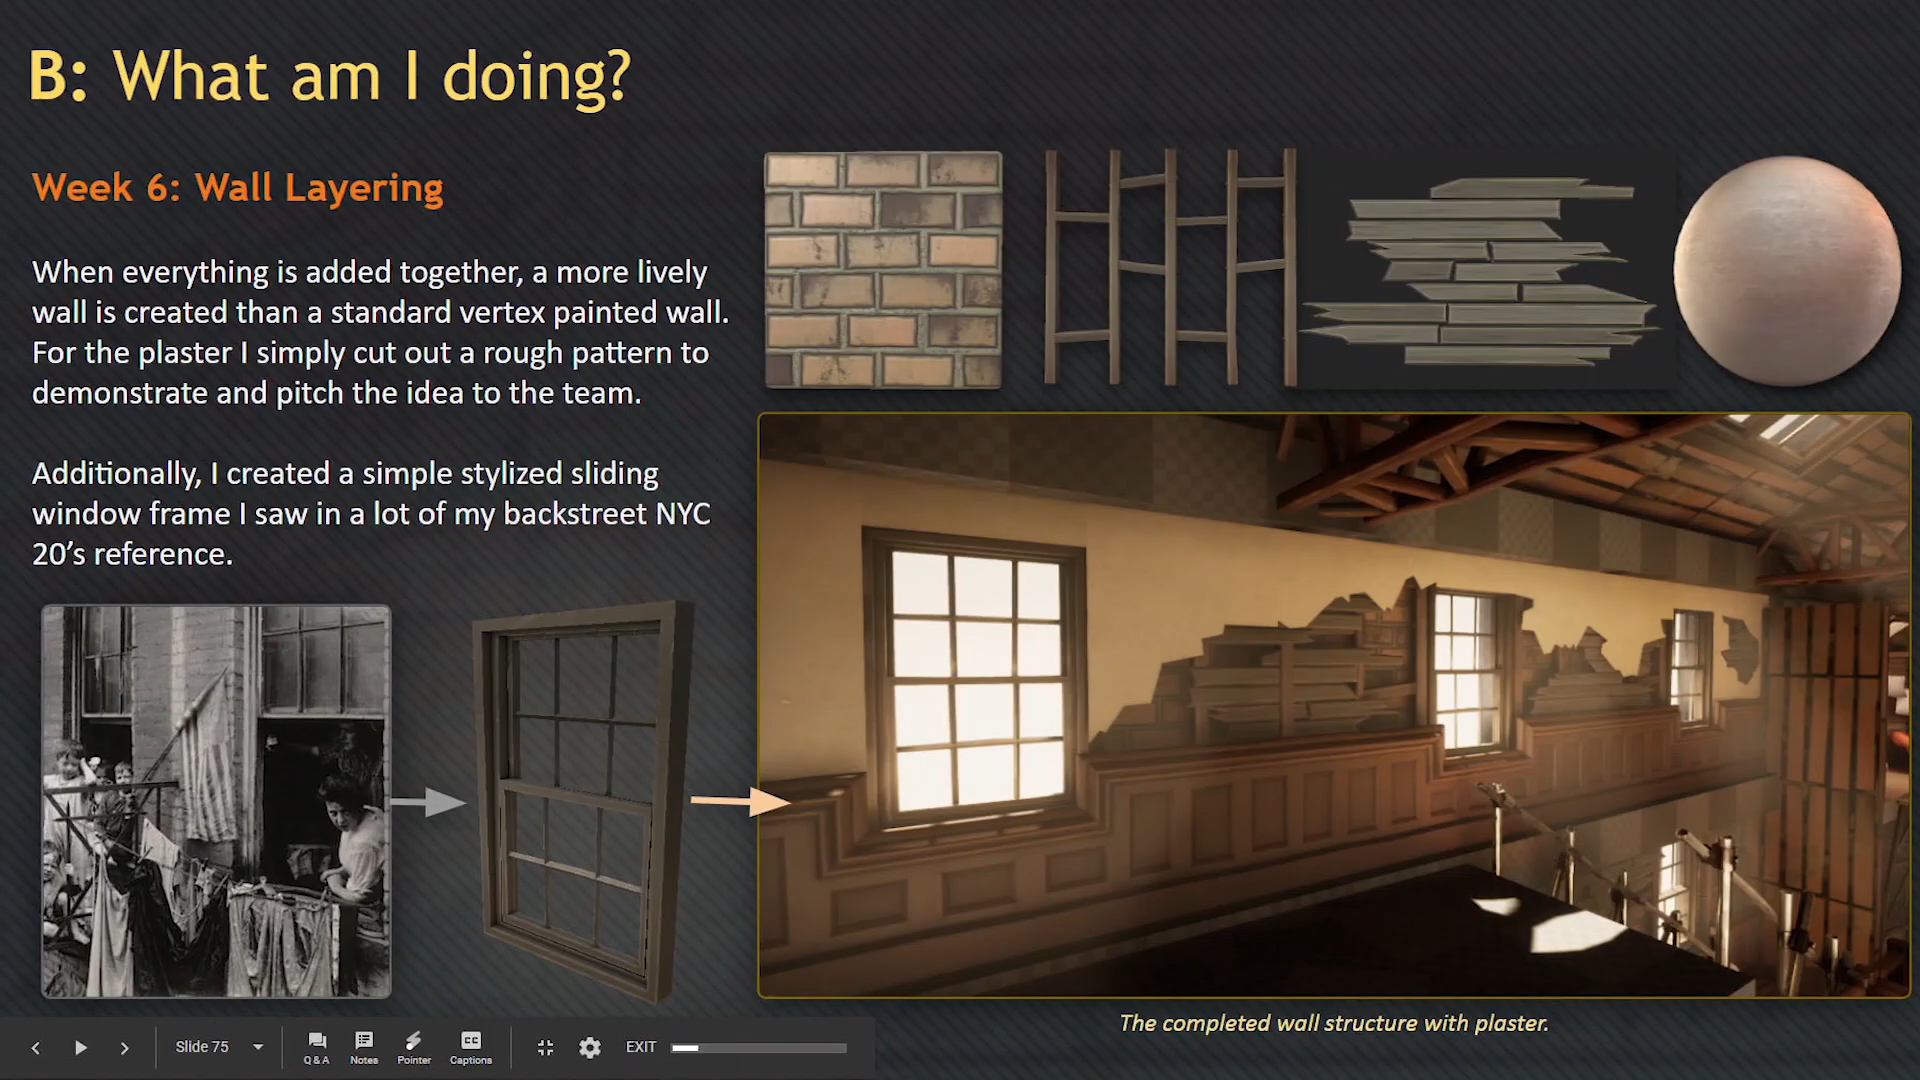 B: What am I doing?
Week 6: Wall Layering
When everything is added together, a more lively
wall is created than a standard vertex painted wall.
For the plaster I simply cut out a rough pattern to
demonstrate and pitch the idea to the team.
Additionally, I created a simple stylized sliding
window frame I saw in a lot of my backstreet NYC
20’s reference.
The completed wall structure with plaster.
Slide 75
Q & A
Notes
Pointer
CC
Captions
EXIT